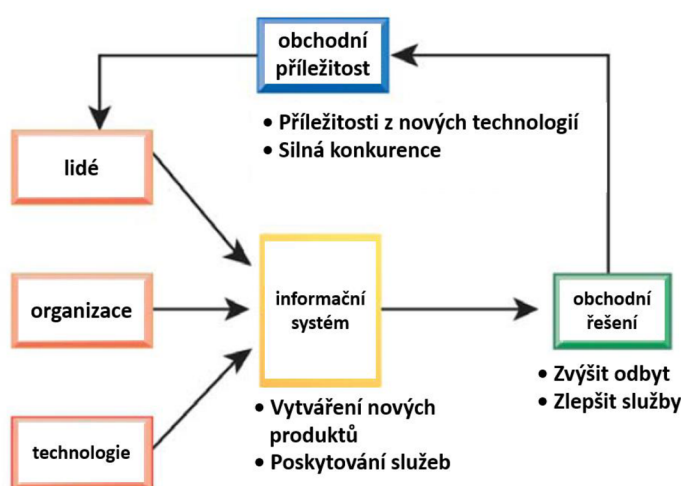 obchodní
příležitost
• Příležitosti z nových technologií
• Silná konkurence
lidé
organizace
technologie
informační
systém
• Vytváření nových
produktů
• Poskytování služeb
obchodní
řešení
• Zvýšit odbyt
• Zlepšit služby